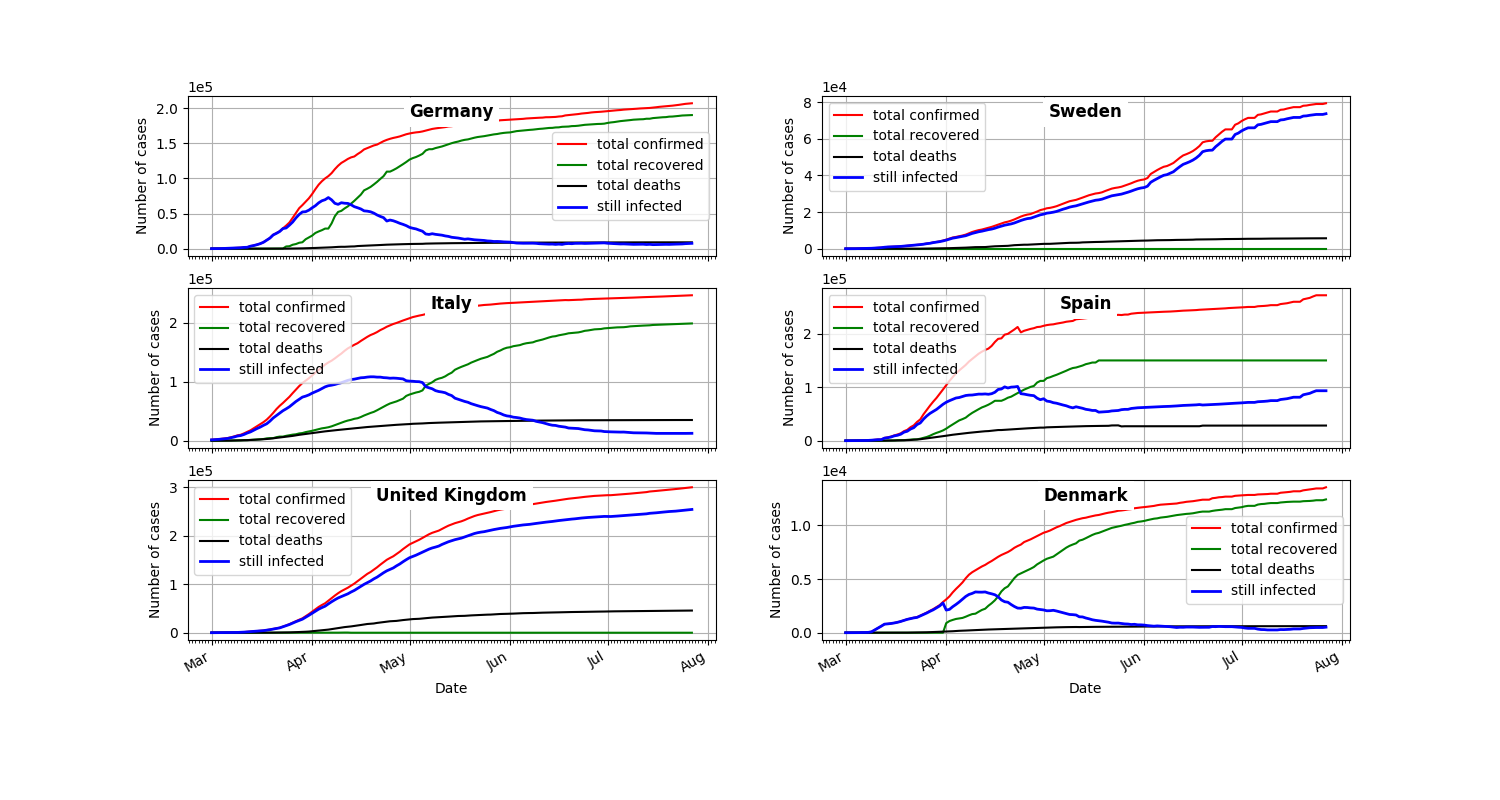 1e5
Germany
Number of cases
2.0
1.5
1.0
0.5
0.0
total confirmed
total recovered
total deaths
still infected
1e4
Sweden
Number of cases
8
6
4
2
0
total confirmed
total recovered
total deaths
still infected
1e5
Italy
Number of cases
2
1
0
total confirmed
total recovered
total deaths
still infected
1e5
Spain
Number of cases
2
1
0
total confirmed
total recovered
total deaths
still infected
1e5
United Kingdom
Number of cases
3
2
1
0
total confirmed
total recovered
total deaths
still infected
Mar Apr May Jun Jul Aug
Date
1e4
Denmark
Number of cases
1.0
0.5
0.0
total confirmed
total recovered
total deaths
still infected
Mar Apr May Jun Jul Aug
Date